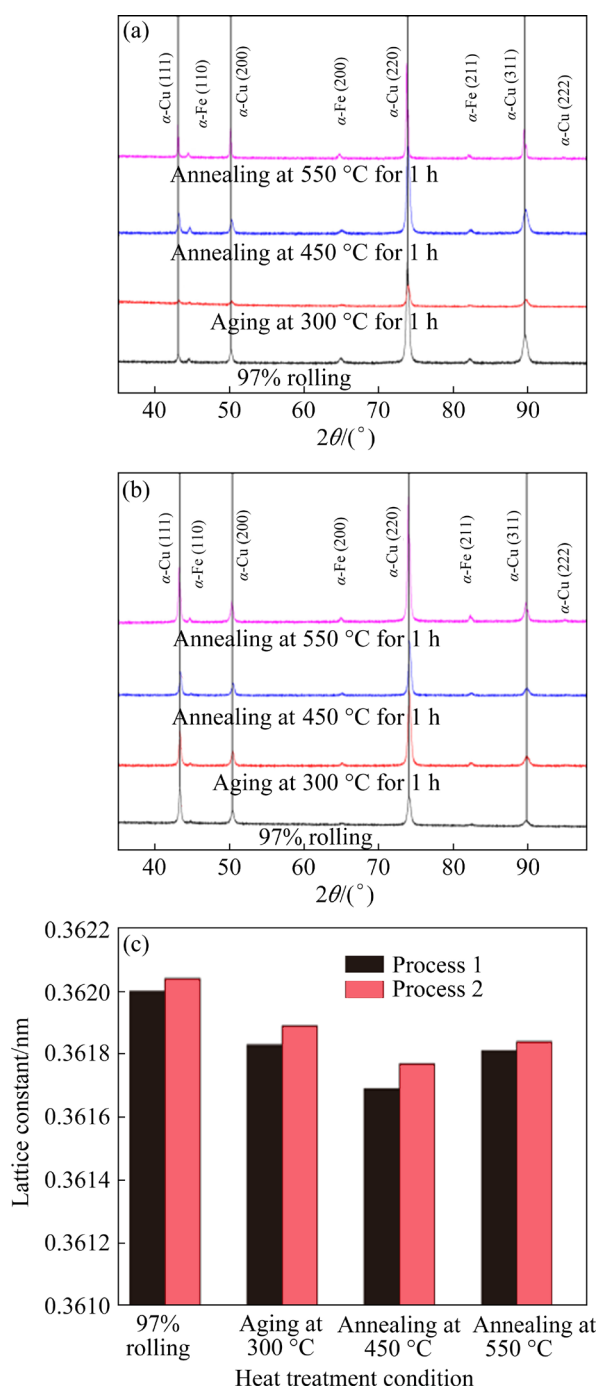 (a)
α-Cu (111)
α-Fe (110)
α-Cu (200)
α-Fe (200)
α-Cu (220)
α-Fe (211)
α-Cu (311)
α-Cu (222)
Annealing at 550 °C for 1 h
Annealing at 450 °C for 1 h
Aging at 300 °C for 1 h
97% rolling
40 50 60 70 80 90
2θ/(°)
(b)
α-Cu (111)
α-Fe (110)
α-Cu (200)
α-Fe (200)
α-Cu (220)
α-Fe (211)
α-Cu (311)
α-Cu (222)
Annealing at 550 °C for 1 h
Annealing at 450 °C for 1 h
Aging at 300 °C for 1 h
97% rolling
40 50 60 70 80 90
2θ/(°)
(c)
Process 1
Process 2
Lattice constant/nm
0.3622
0.3620
0.3618
0.3616
0.3614
0.3612
0.3610
97% rolling
Aging at 300 °C
Annealing at 450 °C
Annealing at 550 °C
Heat treatment condition